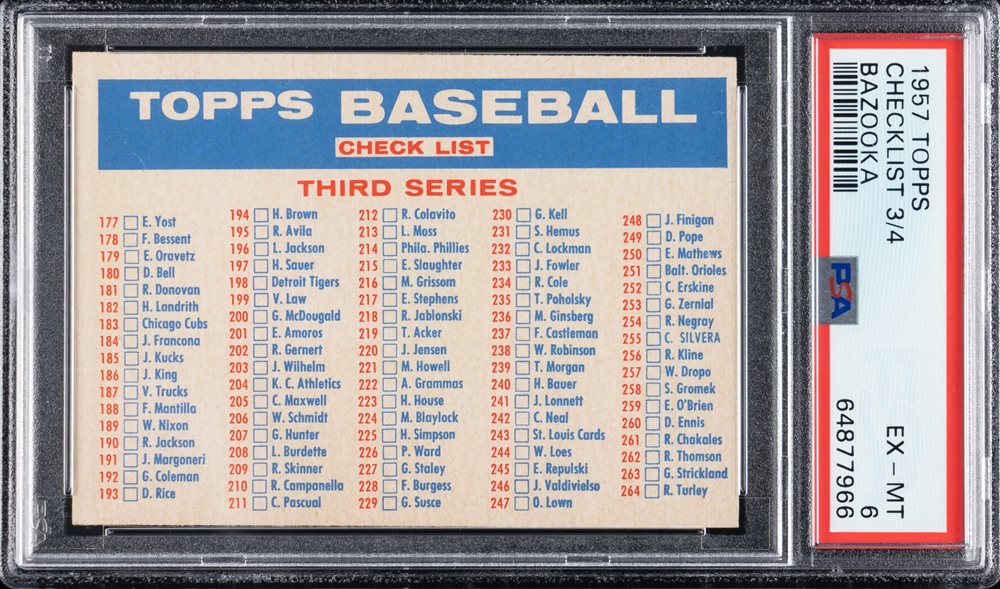 TOPPS BASEBALL
CHECK LIST
THIRD SERIES
177 E. Yost
178 F. Bessent
179 E. Oravetz
180 D. Bell
181 R. Donovan
182 H. Landrith
183 Chicago Cubs
184 J. Francona
185 J. Kucks
186 J. King
187 V. Trucks
188 F. Mantilla
189 W. Nixon
190 R. Jackson
191 J. Margoneri
192 G. Coleman
193 D. Rice
194 H. Brown
195 R. Avila
196 L. Jackson
197 H. Sauer
198 Detroit Tigers
199 V. Law
200 G. McDougald
201 E. Amoros
202 R. Gernert
203 J. Wilhelm
204 K. C. Athletics
205 C. Maxwell
206 W. Schmidt
207 G. Hunter
208 L. Burdette
209 R. Skinner
210 R. Campanella
211 C. Pascual
212 R. Colavito
213 L. Moss
214 Phila. Phillies
215 E. Slaughter
216 M. Grissom
217 E. Stephens
218 R. Jablonski
219 T. Acker
220 J. Jensen
221 M. Howell
222 A. Grammas
223 H. House
224 M. Blaylock
225 H. Simpson
226 P. Ward
227 G. Staley
228 F. Burgess
229 G. Susce
230 G. Kell
231 S. Hemus
232 C. Lockman
233 J. Fowler
234 R. Cole
235 T. Poholsky
236 M. Ginsberg
237 F. Castleman
238 W. Robinson
239 T. Morgan
240 H. Bauer
241 J. Lonnett
242 C. Neal
243 St. Louis Cards
244 W. Loes
245 E. Repulski
246 J. Valdivielso
247 O. Lown
248 J. Finigan
249 D. Pope
250 E. Mathews
251 Balt. Orioles
252 C. Erskine
253 G. Zernial
254 R. Negray
255 C. SILVERA
256 R. Kline
257 W. Dropo
258 S. Gromek
259 E. O'Brien
260 D. Ennis
261 R. Chakales
262 R. Thomson
263 G. Strickland
264 R. Turley
1957 TOPPS
CHECKLIST 3/4
BAZOOKA
PSA
EX - MT
6
64877966
PSA